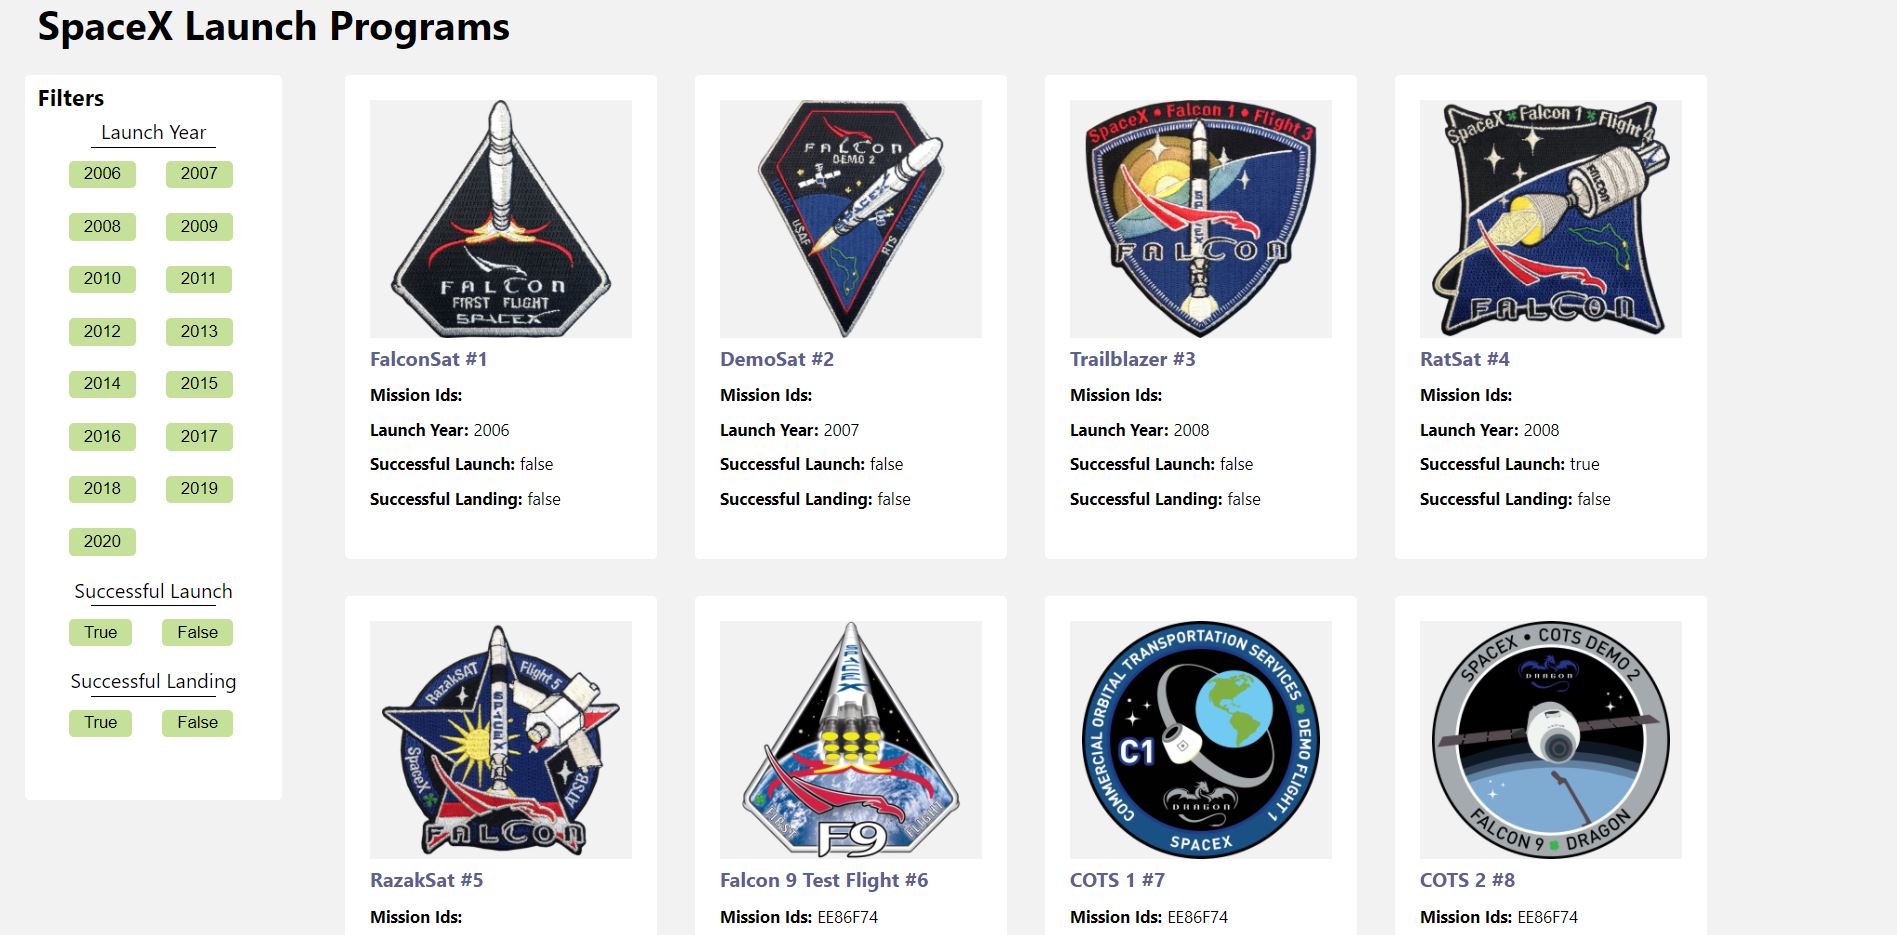 SpaceX Launch Programs
Filters
Launch Year
2006 2007
2008 2009
2010 2011
2012 2013
2014 2015
2016 2017
2018 2019
2020
Successful Launch
True False
Successful Landing
True False
FALCON
FIRST FLIGHT
SPACEX
FalconSat #1
Mission Ids:
Launch Year: 2006
Successful Launch: false
Successful Landing: false
FALCON
DEMO 2
SPACEX
USAF
RTS
DemoSat #2
Mission Ids:
Launch Year: 2007
Successful Launch: false
Successful Landing: false
SpaceX • Falcon 1 • Flight 3
SPACEX
FALCON
Trailblazer #3
Mission Ids:
Launch Year: 2008
Successful Launch: false
Successful Landing: false
SpaceX Falcon 1 Flight 4
FALCON
FALCON
RatSat #4
Mission Ids:
Launch Year: 2008
Successful Launch: true
Successful Landing: false
RazakSAT
Flight 5
SPACEX
SpaceX
ATSB
FALCON
RazakSat #5
Mission Ids:
SPACEX
FIRST
F9
FLIGHT
Falcon 9 Test Flight #6
Mission Ids: EE86F74
COMMERCIAL ORBITAL TRANSPORTATION SERVICES DEMO FLIGHT 1
C1
DRAGON
SPACEX
COTS 1 #7
Mission Ids: EE86F74
SPACEX • COTS DEMO 2
DRAGON
FALCON 9 DRAGON
COTS 2 #8
Mission Ids: EE86F74